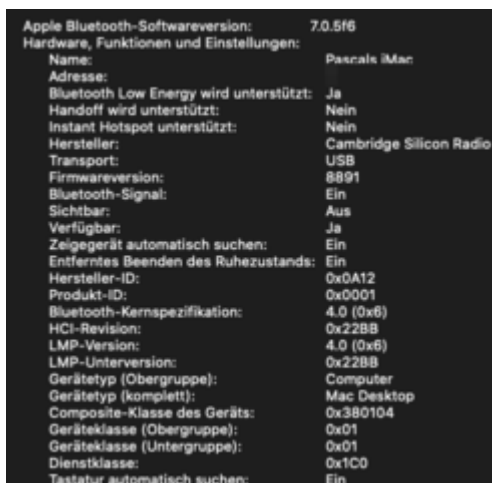 Apple Bluetooth-Softwareversion: 7.0.5f6
Hardware, Funktionen und Einstellungen:
Name: Pascals iMac
Adresse:
Bluetooth Low Energy wird unterstützt: Ja
Handoff wird unterstützt: Nein
Instant Hotspot unterstützt: Nein
Hersteller: Cambridge Silicon Radio
Transport: USB
Firmwareversion: 8891
Bluetooth-Signal: Ein
Sichtbar: Aus
Verfügbar: Ja
Zeigegerät automatisch suchen: Ein
Entferntes Beenden des Ruhezustands: Ein
Hersteller-ID: 0x0A12
Produkt-ID: 0x0001
Bluetooth-Kernspezifikation: 4.0 (0x6)
HCI-Revision: 0x22BB
LMP-Version: 4.0 (0x6)
LMP-Unterversion: 0x22BB
Gerätetyp (Obergruppe): Computer
Gerätetyp (komplett): Mac Desktop
Composite-Klasse des Geräts: 0x380104
Geräteklasse (Obergruppe): 0x01
Geräteklasse (Untergruppe): 0x01
Dienstklasse: 0x1C0
Tastatur automatisch suchen: Ein